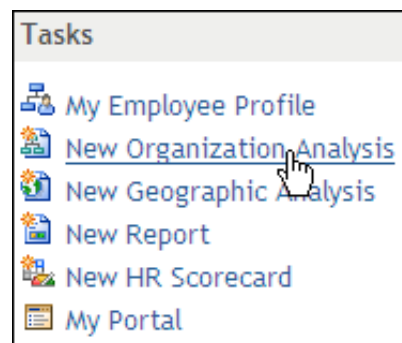 Tasks
My Employee Profile
New Organization Analysis
New Geographic Analysis
New Report
New HR Scorecard
My Portal